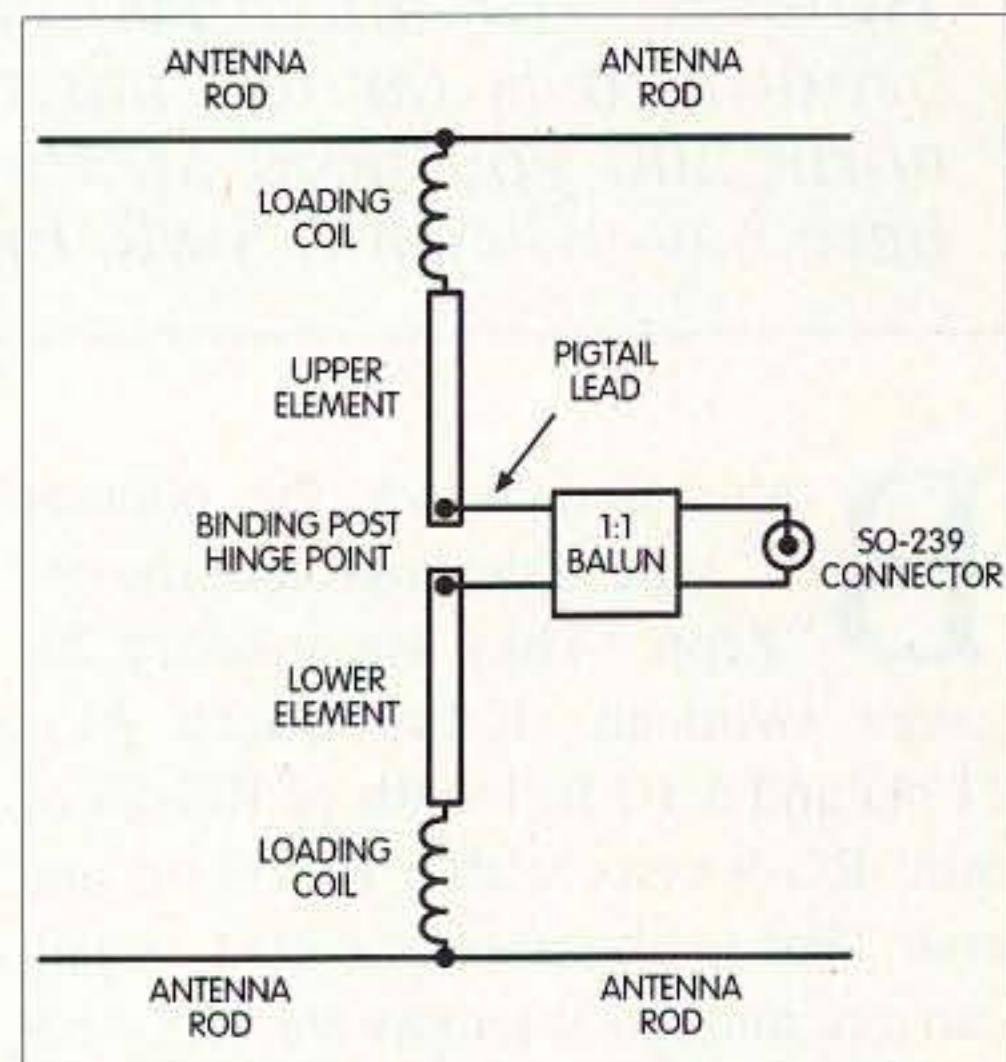 ANTENNA
ROD
ANTENNA
ROD
LOADING
COIL
UPPER
ELEMENT
PIGTAIL
LEAD
BINDING POST
HINGE POINT
1:1
BALUN
SO-239
CONNECTOR
LOWER
ELEMENT
LOADING
COIL
ANTENNA
ROD
ANTENNA
ROD